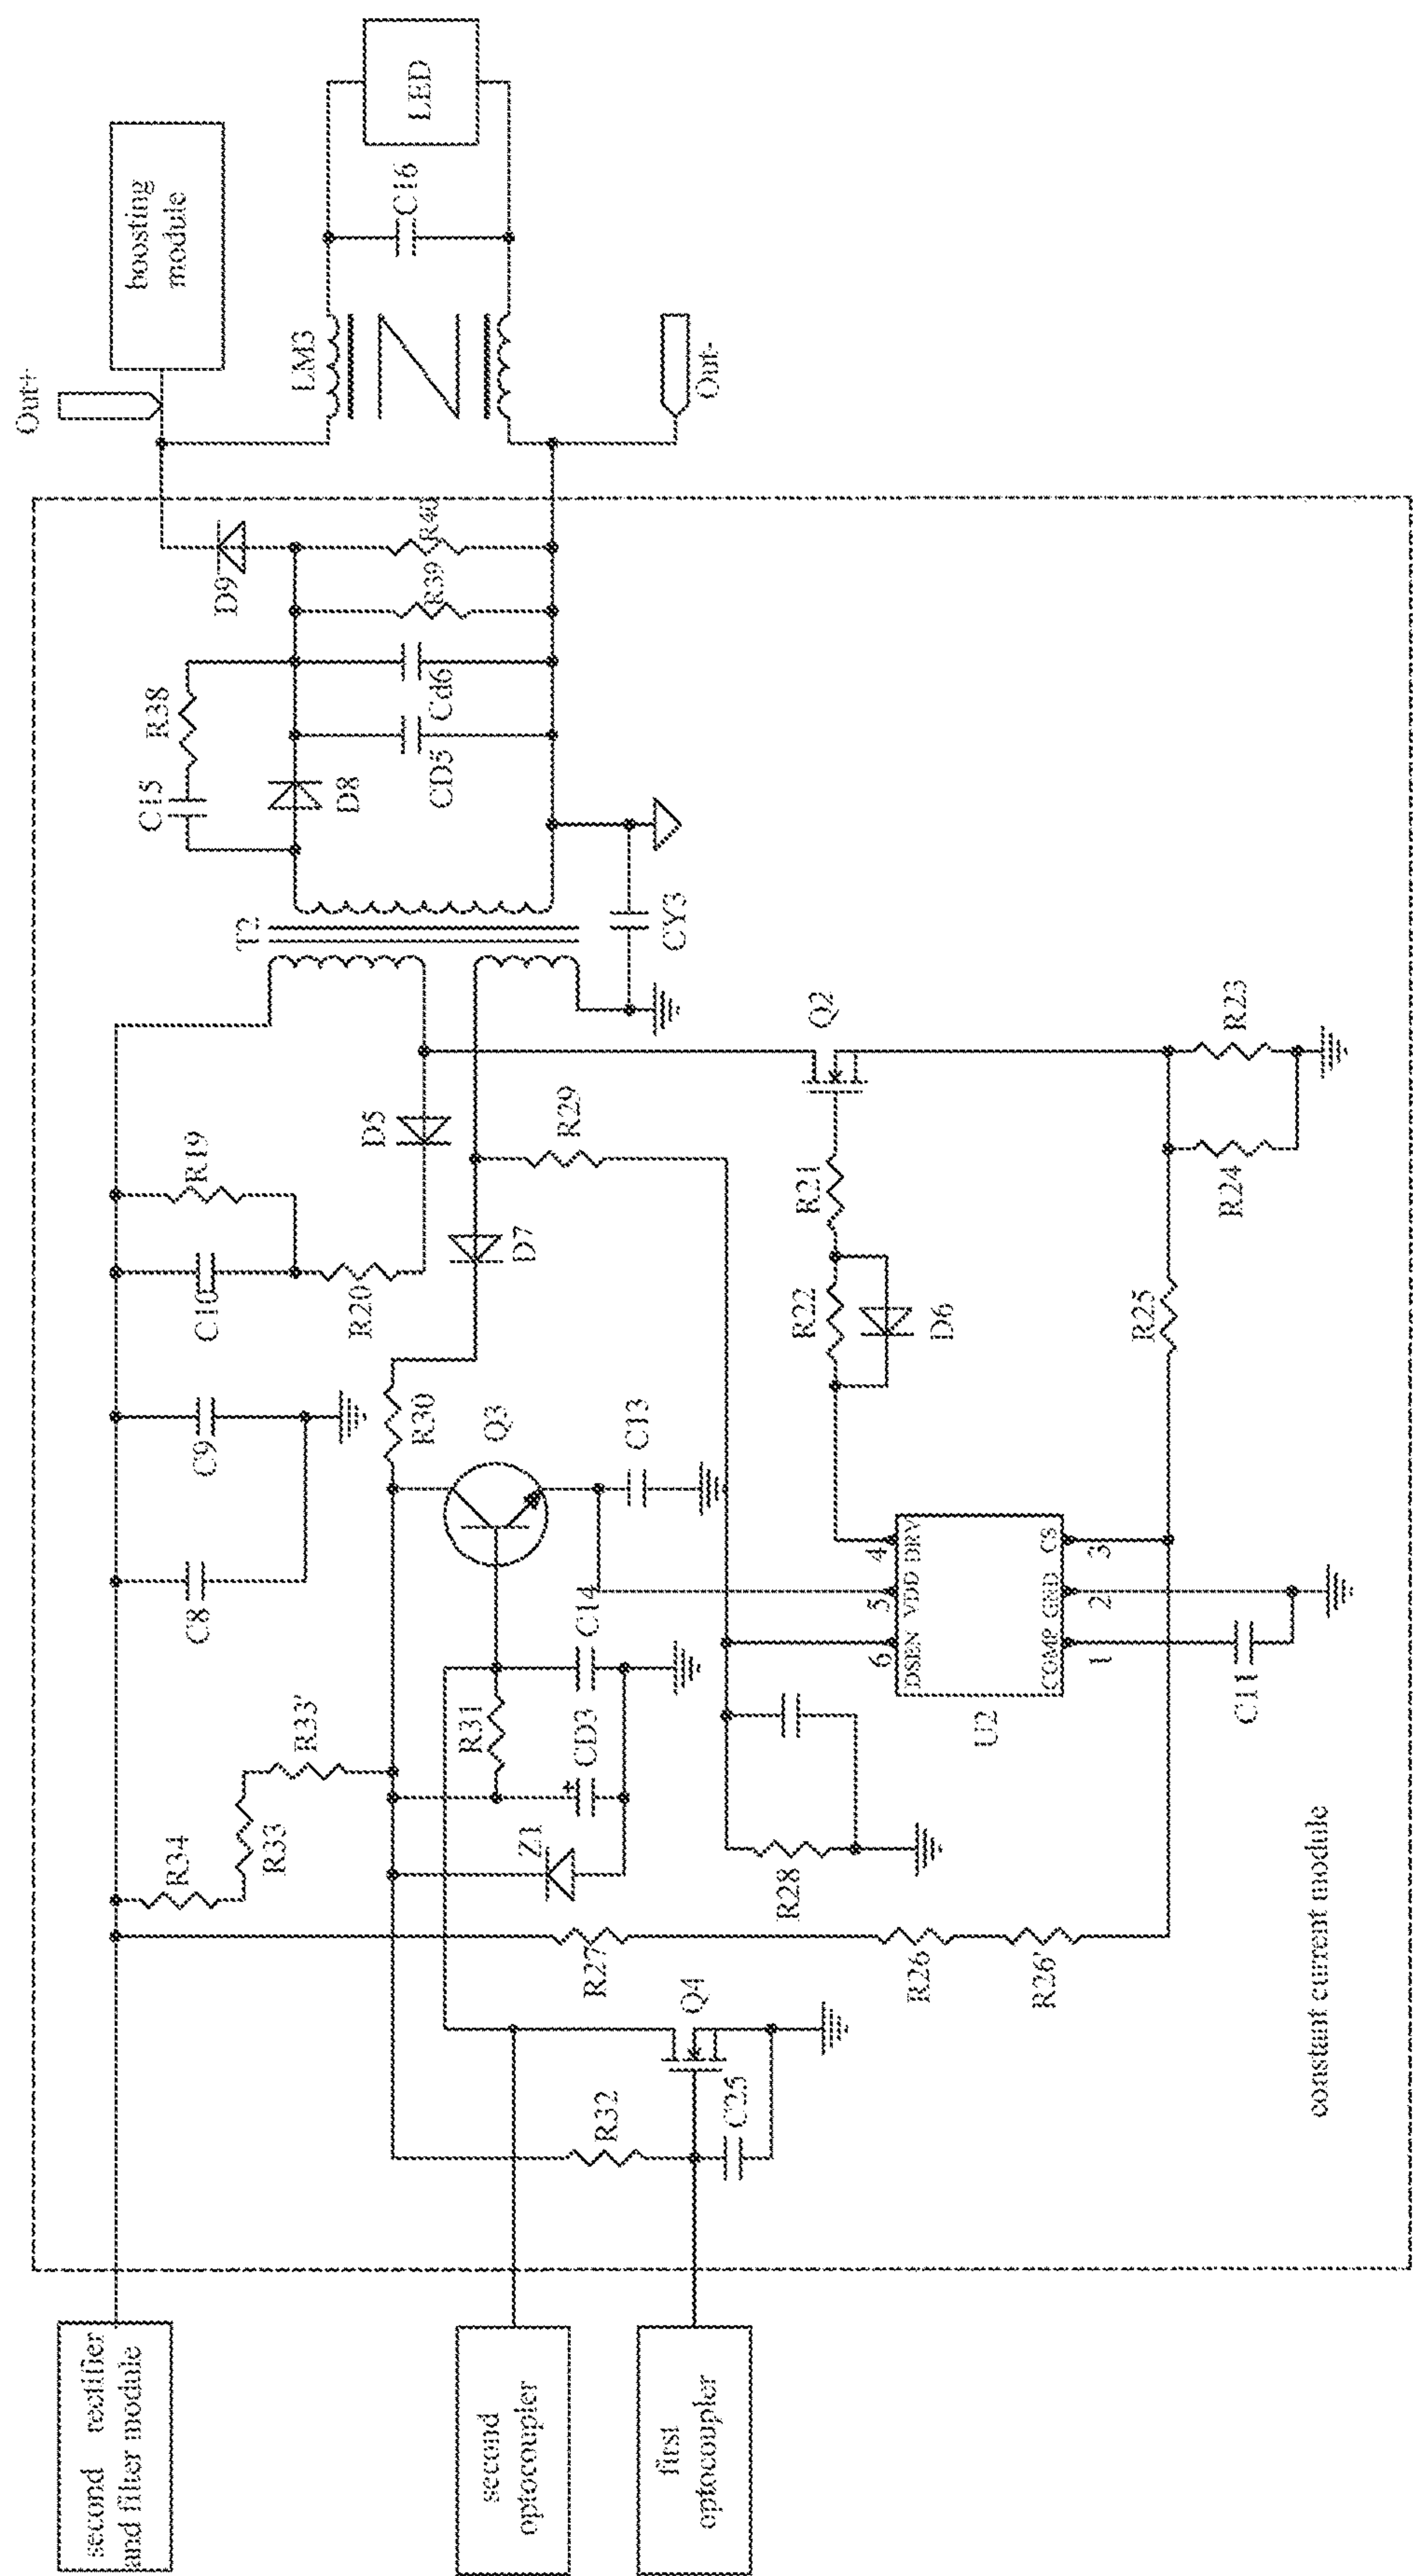 second rectifier
and filter module
second
optocoupler
first
optocoupler
R34
R33
R33'
C8
C9
C10
R19
R20
D5
T2
C15
R38
D8
D9
CD5
Cd6
R39
R40
Out+
boosting
module
LM3
C16
LED
Out-
CY3
R30
D7
R29
Q3
C13
R31
C14
CD3
+
Z1
R32
Q4
C25
R27
R26
R26'
R28
U2
DSEN VDD DRV
6 5 4
COMP GND CS
1 2 3
C11
R22
D6
R21
Q2
R25
R24
R23
constant current module